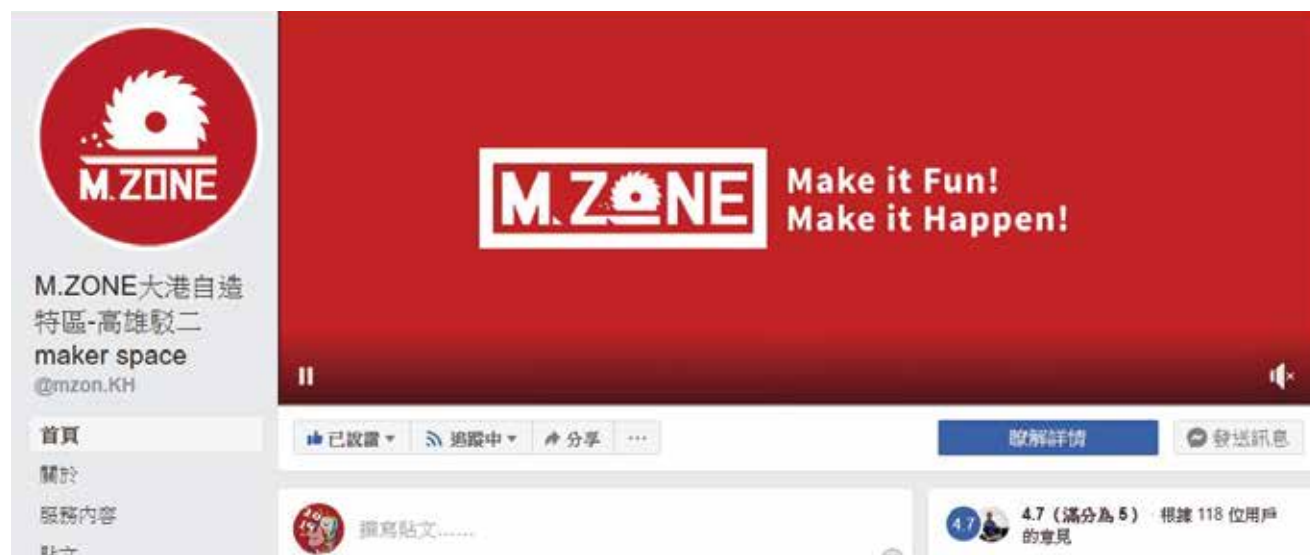 M.ZONE
M.ZONE大港自造
特區-高雄駁二
maker space
@mzon.KH
首頁
關於
服務內容
貼文
M.ZONE
Make it Fun!
Make it Happen!
已說讚
追蹤中
分享
瞭解詳情
發送訊息
撰寫貼文......
4.7
4.7（滿分為 5） · 根據 118 位用戶
的意見